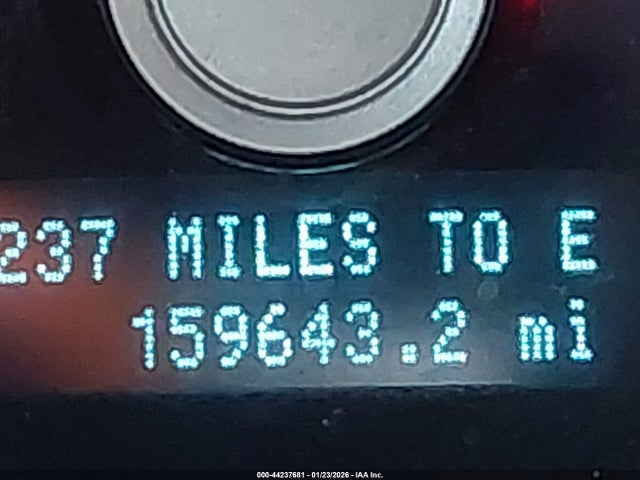 237 MILES TO E
159643.2 mi
000-44237681 - 01/23/2026 - IAA Inc.